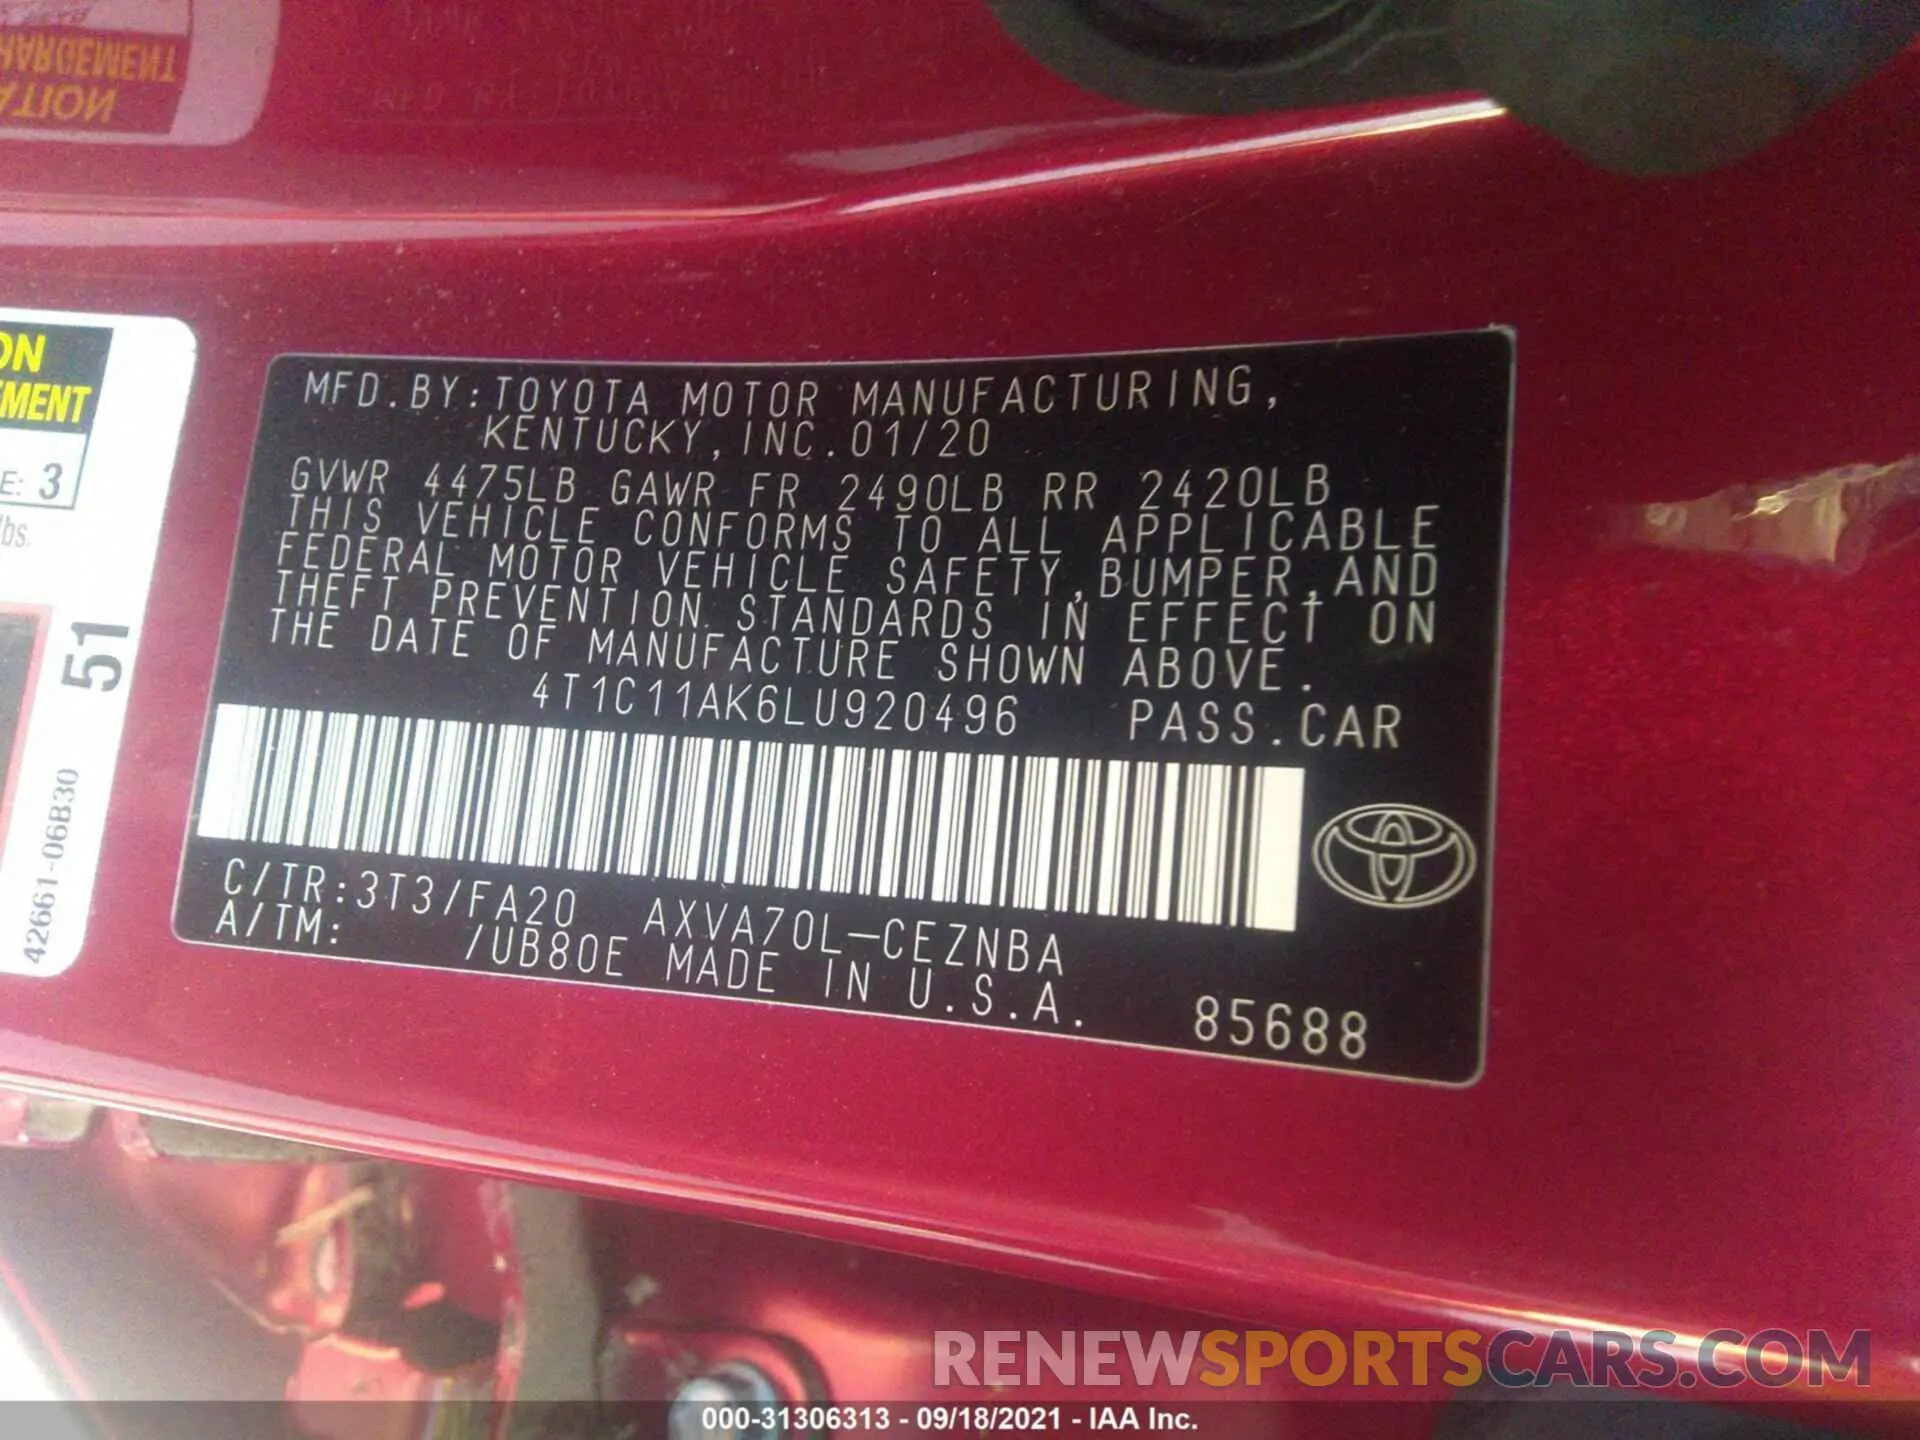 HARGEMENT
ATION
ON
EMENT
E: 3
lbs.
51
42661-06B30
MFD. BY: TOYOTA MOTOR MANUFACTURING,
KENTUCKY, INC. 01/20
GVWR 4475LB GAWR FR 2490LB RR 2420LB
THIS VEHICLE CONFORMS TO ALL APPLICABLE
FEDERAL MOTOR VEHICLE SAFETY, BUMPER, AND
THEFT PREVENTION STANDARDS IN EFFECT ON
THE DATE OF MANUFACTURE SHOWN ABOVE.
4T1C11AK6LU920496 PASS. CAR
C/TR: 3T3/FA20 AXVA70L-CEZNBA
A/TM: /UB80E MADE IN U.S.A.
85688
RENEWSPORTSCARS.COM
000-31306313 - 09/18/2021 - IAA Inc.